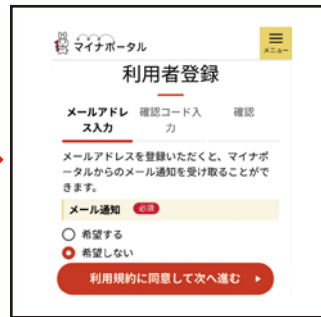 マイナポータル
メニュー
利用者登録
メールアドレ
ス入力
確認コード入
力
確認
メールアドレスを登録いただくと、マイナポ
ータルからのメール通知を受け取ることがで
きます。
メール通知 必須
希望する
希望しない
利用規約に同意して次へ進む